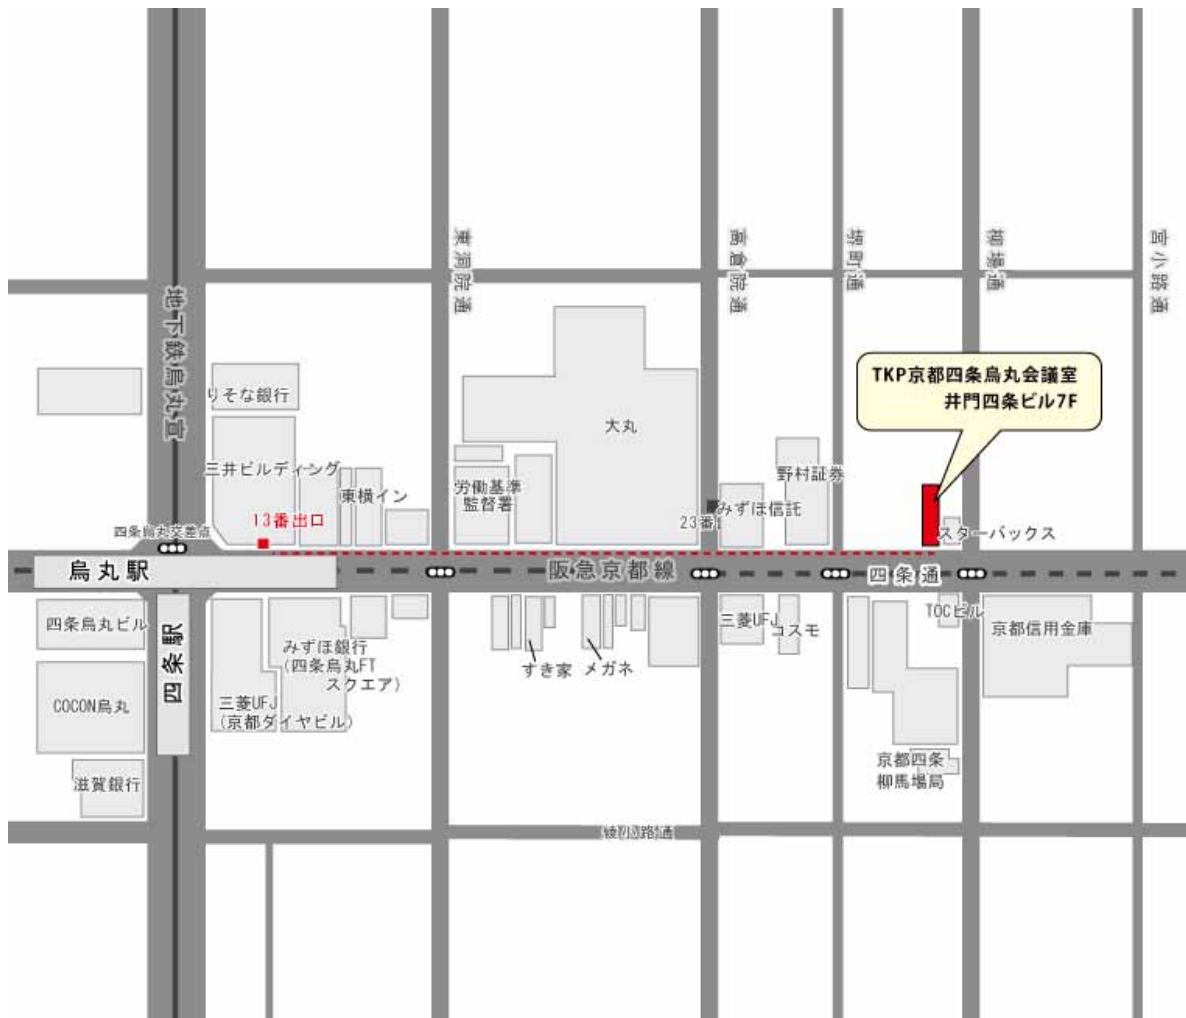 東洞院通
高倉院通
堺町通
柳場通
宮小路通
地下鉄烏丸宣
TKP京都四条烏丸会議室
井門四条ビル7F
りそな銀行
大丸
三井ビルディング
東横イン
労働基準
監督署
野村証券
みずほ信託
23番
13番出口
四条烏丸交差点
スターバックス
烏丸駅
阪急京都線
四条通
四条烏丸ビル
四条駅
みずほ銀行
(四条烏丸FT
スクエア)
すき家
メガネ
三菱UFJ
コスモ
TOCビル
京都信用金庫
COCON烏丸
三菱UFJ
(京都ダイヤビル)
滋賀銀行
京都四条
柳馬場局
綾小路通